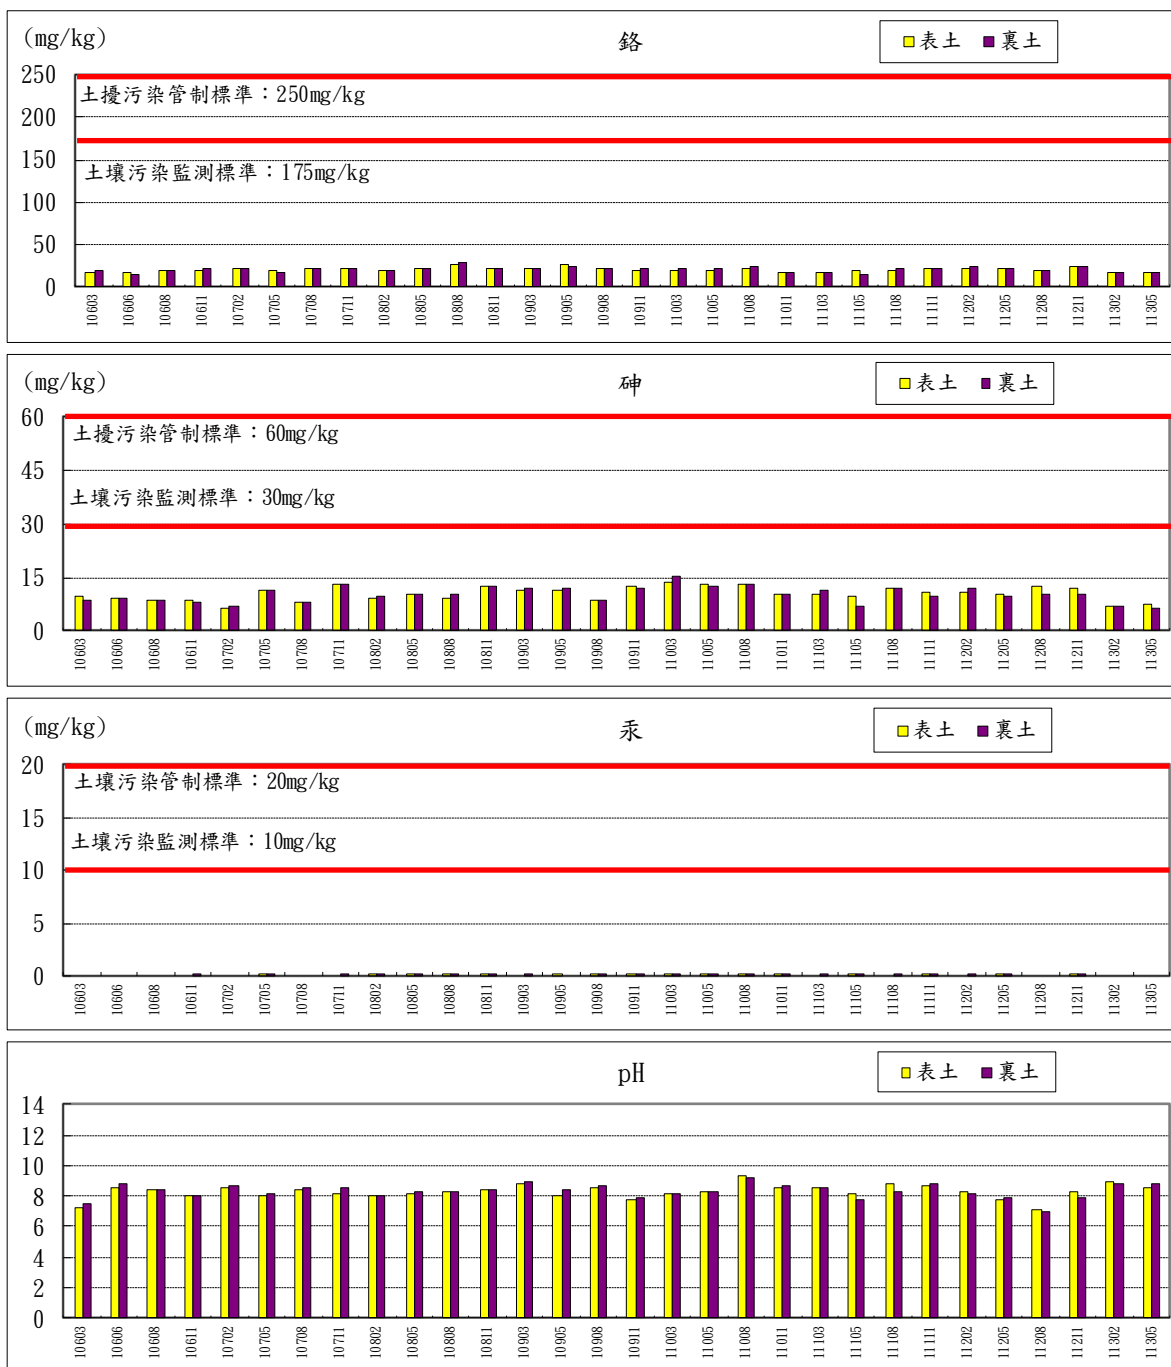 (mg/kg)
鉻
表土 裏土
250
200
150
100
50
0
土擾污染管制標準：250mg/kg
土壤污染監測標準：175mg/kg
10603 10606 10608 10611 10702 10705 10708 10711 10802 10805 10808 10811 10903 10905 10908 10911 11003 11005 11008 11011 11103 11105 11108 11111 11202 11205 11208 11211 11302 11305
(mg/kg)
砷
表土 裏土
60
45
30
15
0
土擾污染管制標準：60mg/kg
土壤污染監測標準：30mg/kg
10603 10606 10608 10611 10702 10705 10708 10711 10802 10805 10808 10811 10903 10905 10908 10911 11003 11005 11008 11011 11103 11105 11108 11111 11202 11205 11208 11211 11302 11305
(mg/kg)
汞
表土 裏土
20
15
10
5
0
土壤污染管制標準：20mg/kg
土壤污染監測標準：10mg/kg
10603 10606 10608 10611 10702 10705 10708 10711 10802 10805 10808 10811 10903 10905 10908 10911 11003 11005 11008 11011 11103 11105 11108 11111 11202 11205 11208 11211 11302 11305
pH
表土 裏土
14
12
10
8
6
4
2
0
10603 10606 10608 10611 10702 10705 10708 10711 10802 10805 10808 10811 10903 10905 10908 10911 11003 11005 11008 11011 11103 11105 11108 11111 11202 11205 11208 11211 11302 11305